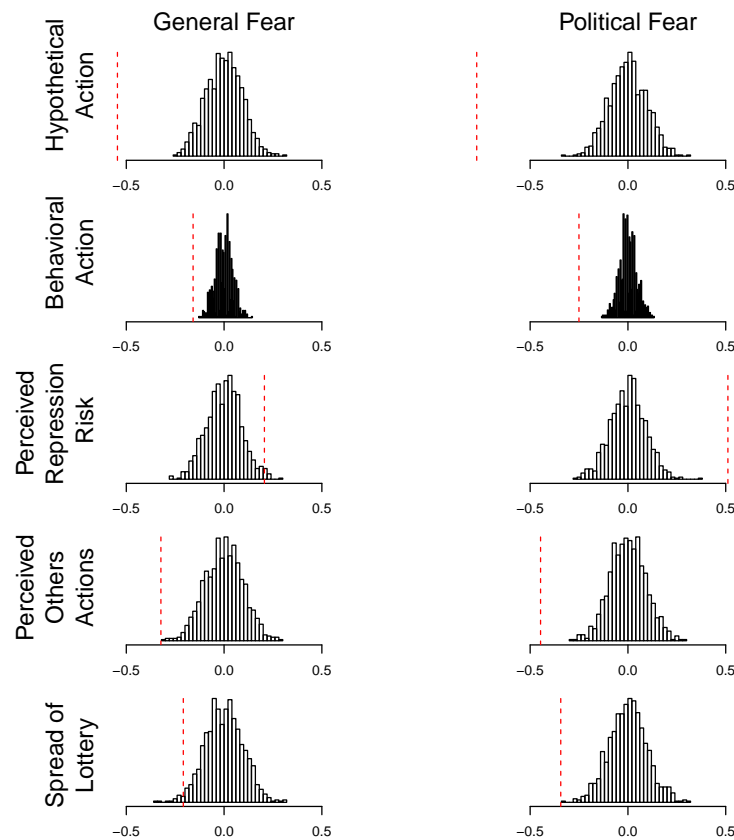 General Fear
Political Fear
Hypothetical
Action
−0.5 0.0 0.5
−0.5 0.0 0.5
Behavioral
Action
−0.5 0.0 0.5
−0.5 0.0 0.5
Perceived
Repression
Risk
−0.5 0.0 0.5
−0.5 0.0 0.5
Perceived
Others
Actions
−0.5 0.0 0.5
−0.5 0.0 0.5
Spread of
Lottery
−0.5 0.0 0.5
−0.5 0.0 0.5